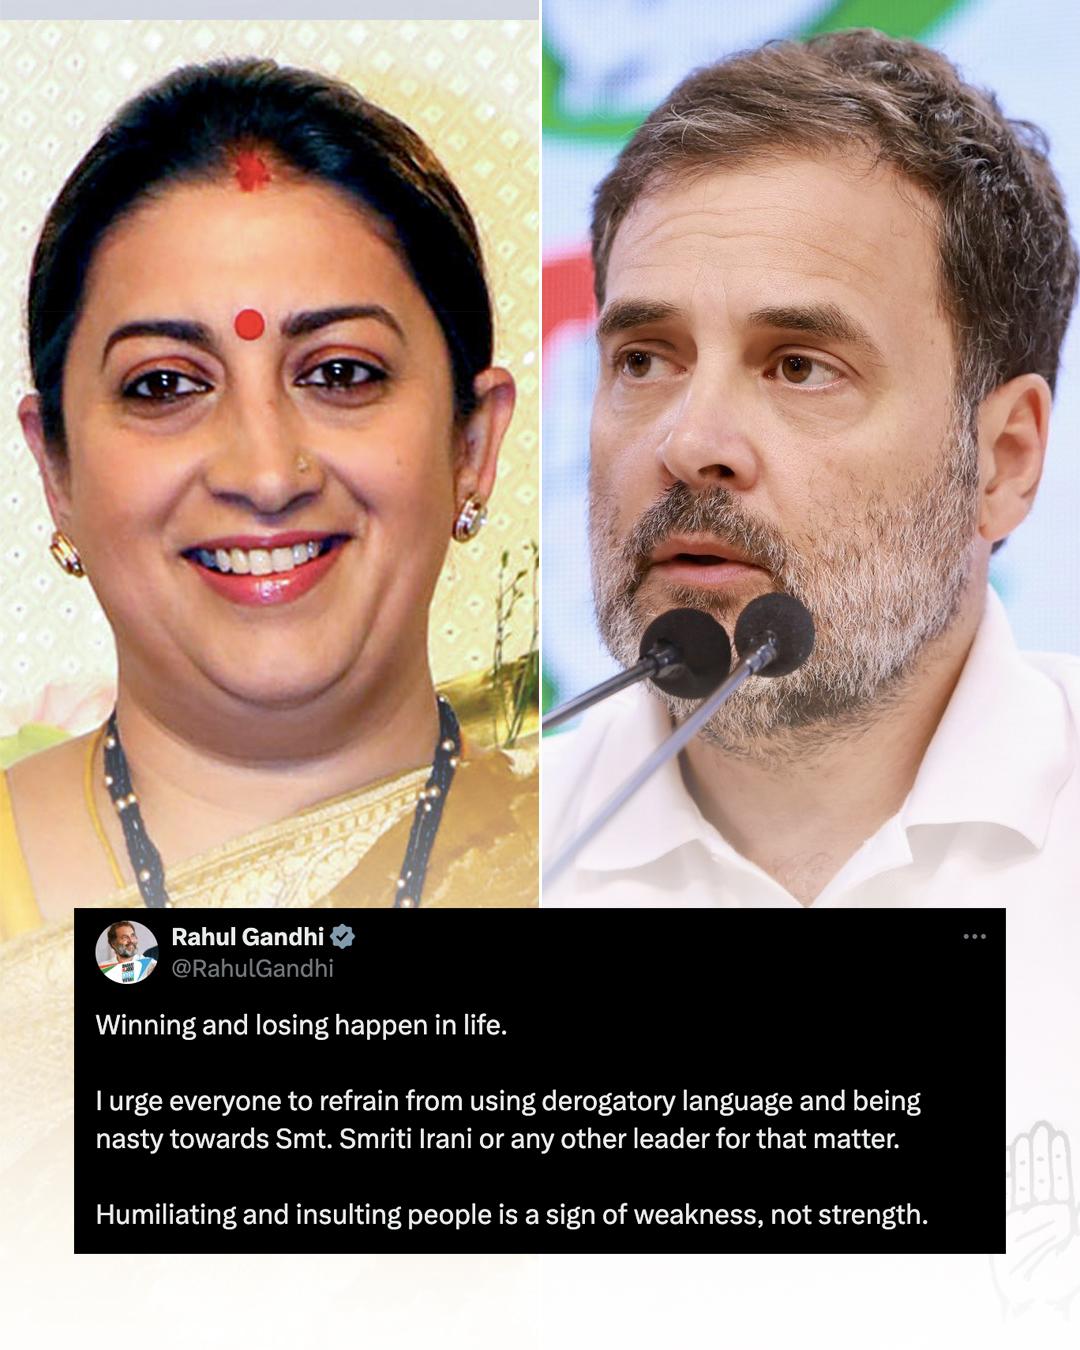 Rahul Gandhi
@RahulGandhi
Winning and losing happen in life.
I urge everyone to refrain from using derogatory language and being
nasty towards Smt. Smriti Irani or any other leader for that matter.
Humiliating and insulting people is a sign of weakness, not strength.